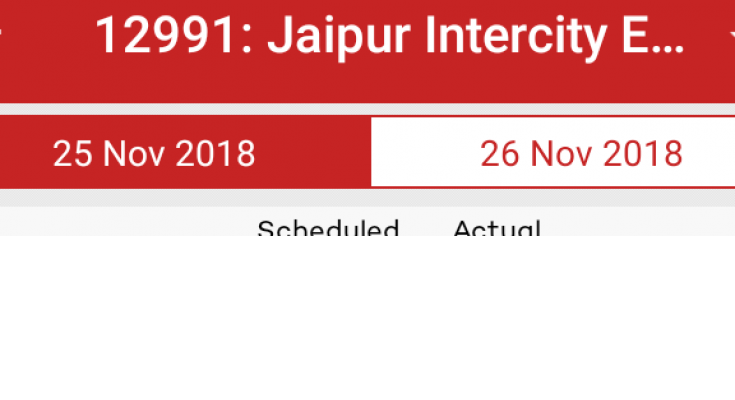 12991: Jaipur Intercity E...
25 Nov 2018 26 Nov 2018
Scheduled Actual